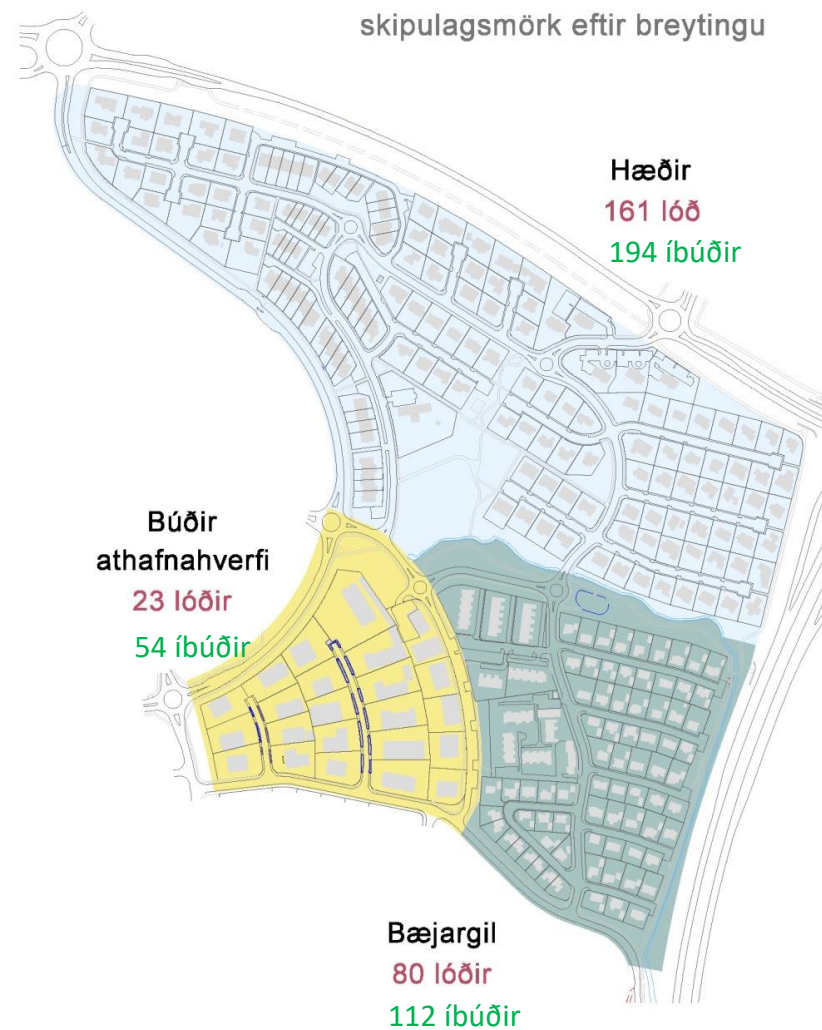 skipulagsmörk eftir breytingu
Hæðir
161 lóð
194 íbúðir
Búðir
athafnahverfi
23 lóðir
54 íbúðir
Bæjargil
80 lóðir
112 íbúðir